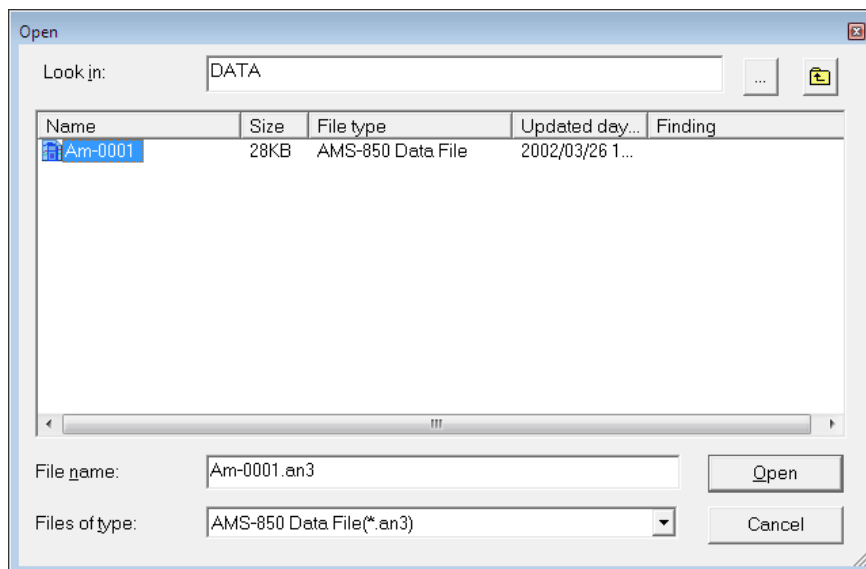 Open
Look in: DATA ...
Name Size File type Updated day... Finding
Am-0001 28KB AMS-850 Data File 2002/03/26 1...
File name: Am-0001.an3 Open
Files of type: AMS-850 Data File(*.an3) Cancel